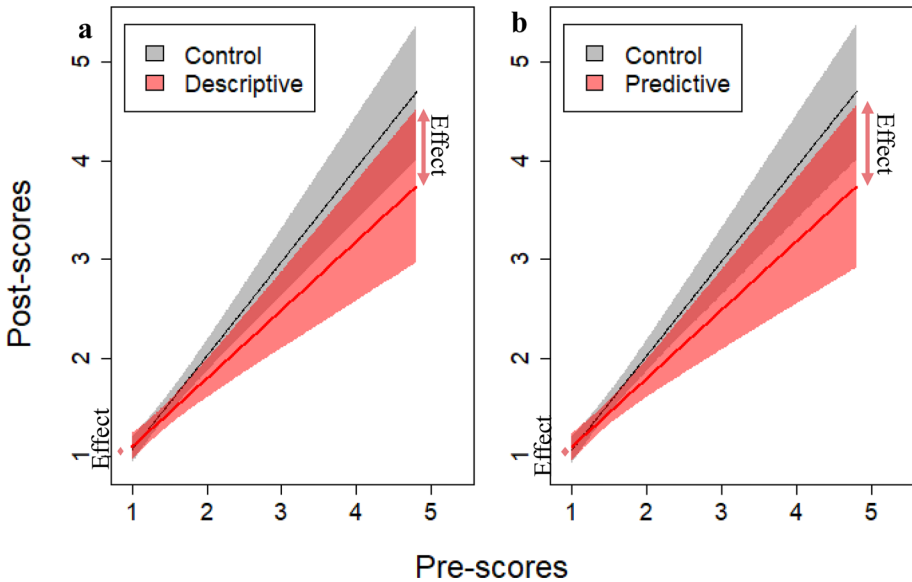 a
Control
Descriptive
Effect
Effect
b
Control
Predictive
Effect
Effect
Post-scores
5
4
3
2
1
1 2 3 4 5
5
4
3
2
1
1 2 3 4 5
Pre-scores